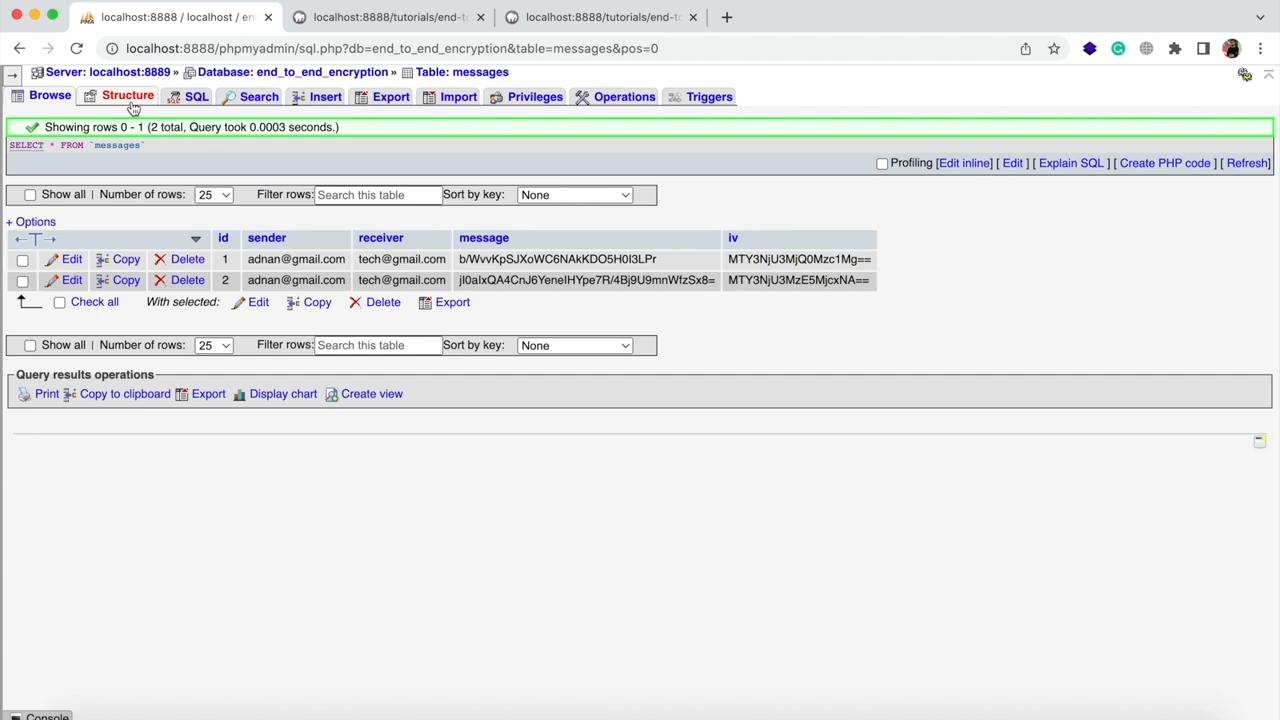 localhost:8888 / localhost / en
localhost:8888/tutorials/end-to
localhost:8888/tutorials/end-to
localhost:8888/phpmyadmin/sql.php?db=end_to_end_encryption&table=messages&pos=0
Server: localhost:8889 » Database: end_to_end_encryption » Table: messages
Browse Structure SQL Search Insert Export Import Privileges Operations Triggers
Showing rows 0 - 1 (2 total, Query took 0.0003 seconds.)
SELECT * FROM `messages`
Profiling [Edit inline] [ Edit ] [ Explain SQL ] [ Create PHP code ] [ Refresh]
Show all | Number of rows: 25 Filter rows: Search this table Sort by key: None
+ Options
id sender receiver message iv
Edit Copy Delete 1 adnan@gmail.com tech@gmail.com b/WvvKpSJXoWC6NAkKDO5H0I3LPr MTY3NjU3MjQ0Mzc1Mg==
Edit Copy Delete 2 adnan@gmail.com tech@gmail.com jI0aIxQA4CnJ6YeneIHYpe7R/4Bj9U9mnWfzSx8= MTY3NjU3MzE5MjcxNA==
Check all With selected: Edit Copy Delete Export
Show all | Number of rows: 25 Filter rows: Search this table Sort by key: None
Query results operations
Print Copy to clipboard Export Display chart Create view
Console